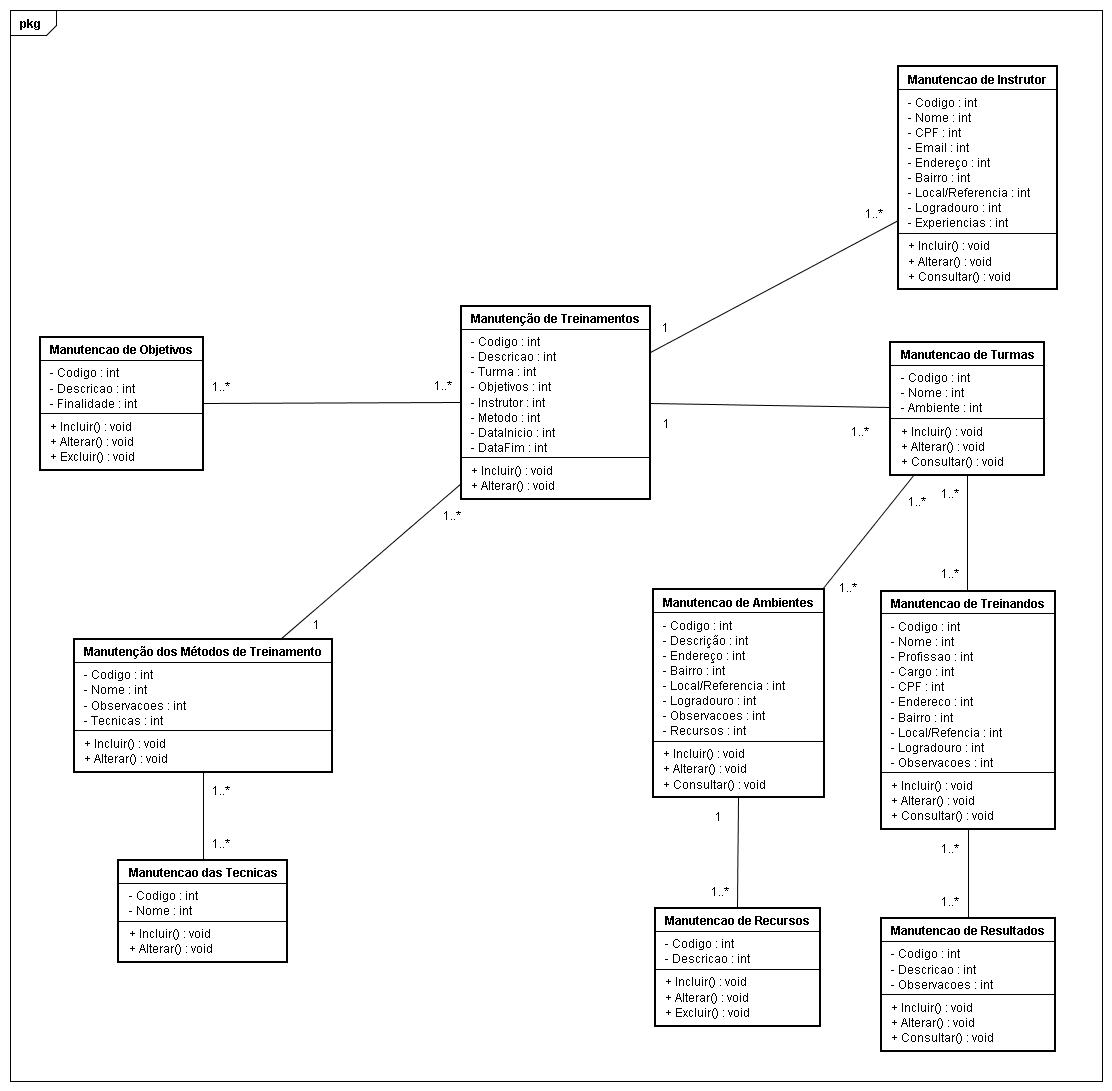 pkg
Manutencao de Instrutor
- Codigo : int
- Nome : int
- CPF : int
- Email : int
- Endereço : int
- Bairro : int
- Local/Referencia : int
- Logradouro : int
- Experiencias : int
+ Incluir() : void
+ Alterar() : void
+ Consultar() : void
1..*
1
Manutenção de Treinamentos
- Codigo : int
- Descricao : int
- Turma : int
- Objetivos : int
- Instrutor : int
- Metodo : int
- DataInicio : int
- DataFim : int
+ Incluir() : void
+ Alterar() : void
Manutencao de Objetivos
- Codigo : int
- Descricao : int
- Finalidade : int
+ Incluir() : void
+ Alterar() : void
+ Excluir() : void
1..*
1..*
Manutencao de Turmas
- Codigo : int
- Nome : int
- Ambiente : int
+ Incluir() : void
+ Alterar() : void
+ Consultar() : void
1
1..*
1..*
1
1..*
1..*
1..*
1..*
Manutenção dos Métodos de Treinamento
- Codigo : int
- Nome : int
- Observacoes : int
- Tecnicas : int
+ Incluir() : void
+ Alterar() : void
1..*
1..*
Manutencao das Tecnicas
- Codigo : int
- Nome : int
+ Incluir() : void
+ Alterar() : void
Manutencao de Ambientes
- Codigo : int
- Descrição : int
- Endereço : int
- Bairro : int
- Local/Referencia : int
- Logradouro : int
- Observacoes : int
- Recursos : int
+ Incluir() : void
+ Alterar() : void
+ Consultar() : void
1
1..*
Manutencao de Recursos
- Codigo : int
- Descricao : int
+ Incluir() : void
+ Alterar() : void
+ Excluir() : void
Manutencao de Treinandos
- Codigo : int
- Nome : int
- Profissao : int
- Cargo : int
- CPF : int
- Endereco : int
- Bairro : int
- Local/Refencia : int
- Logradouro : int
- Observacoes : int
+ Incluir() : void
+ Alterar() : void
+ Consultar() : void
1..*
1..*
Manutencao de Resultados
- Codigo : int
- Descricao : int
- Observacoes : int
+ Incluir() : void
+ Alterar() : void
+ Consultar() : void